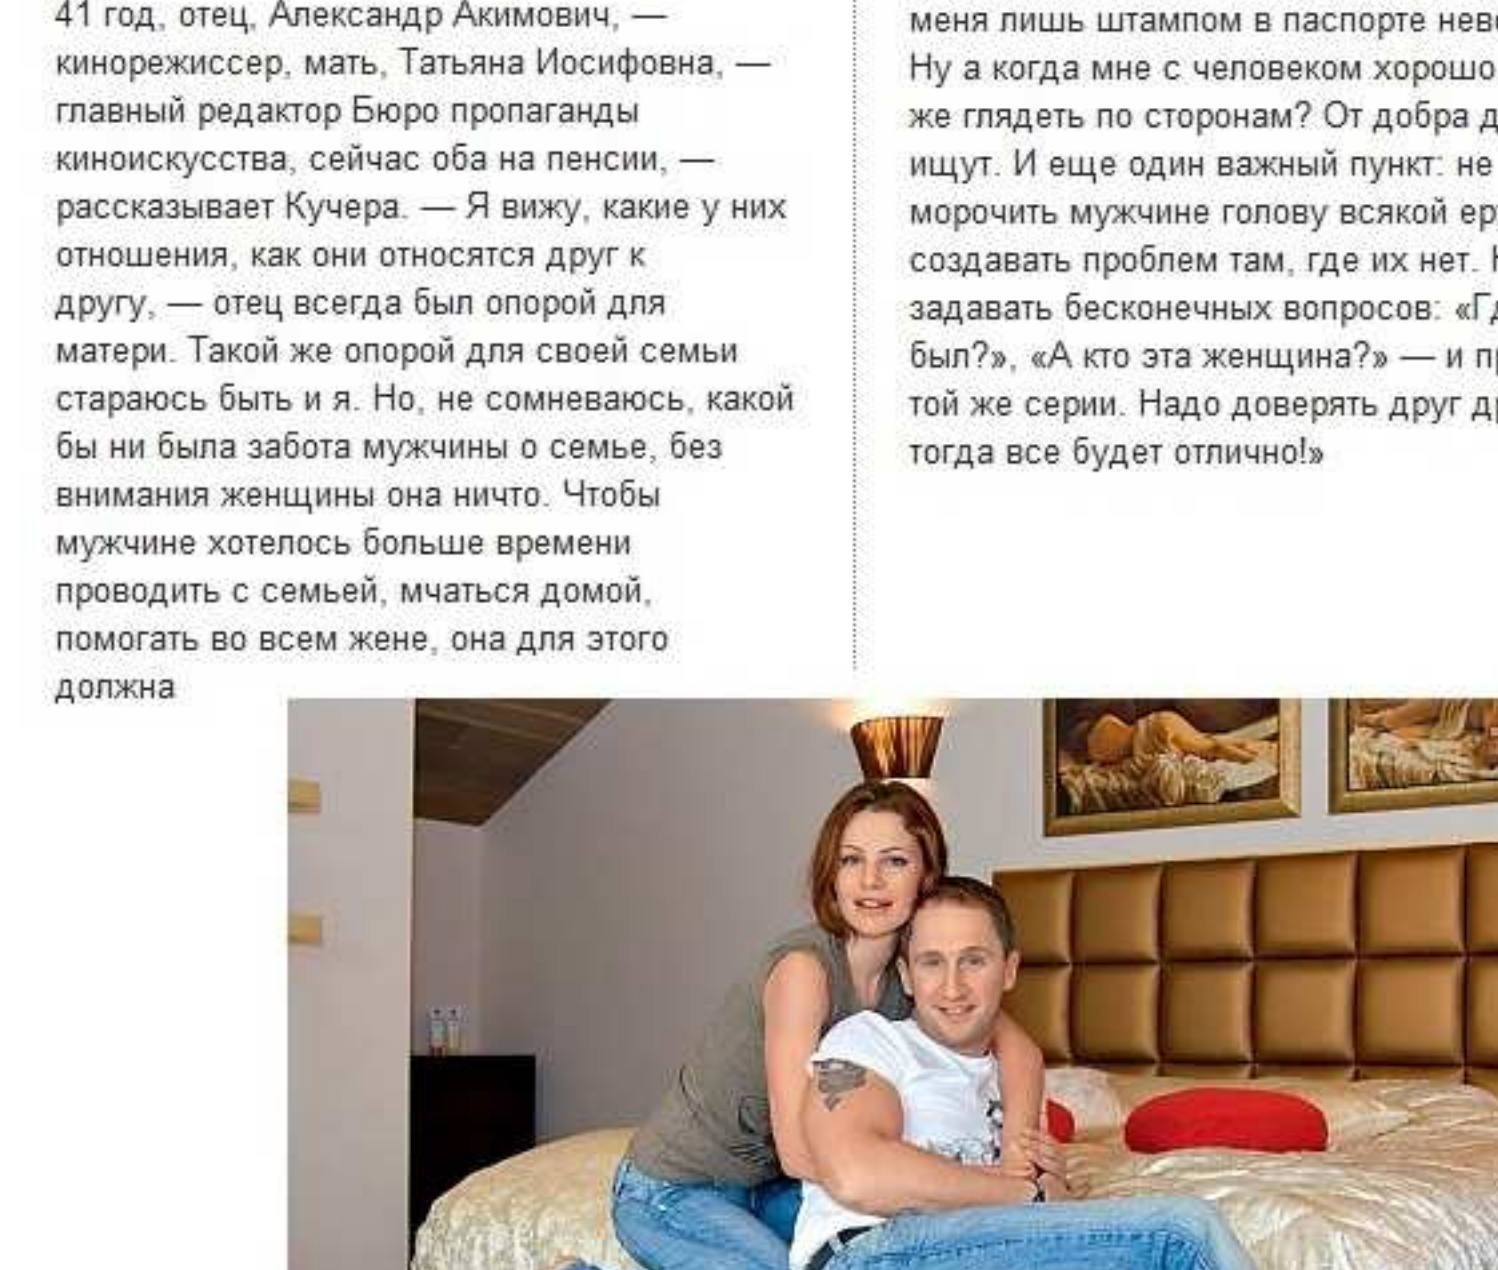 41 год, отец, Александр Акимович, —
кинорежиссер, мать, Татьяна Иосифовна, —
главный редактор Бюро пропаганды
киноискусства, сейчас оба на пенсии, —
рассказывает Кучера. — Я вижу, какие у них
отношения, как они относятся друг к
другу, — отец всегда был опорой для
матери. Такой же опорой для своей семьи
стараюсь быть и я. Но, не сомневаюсь, какой
бы ни была забота мужчины о семье, без
внимания женщины она ничто. Чтобы
мужчине хотелось больше времени
проводить с семьей, мчаться домой,
помогать во всем жене, она для этого
должна
меня лишь штампом в паспорте
Ну а когда мне с человеком хорошо
же глядеть по сторонам? От добра
ищут. И еще один важный пункт: не
морочить мужчине голову всякой
создавать проблем там, где их нет.
задавать бесконечных вопросов:
был?», «А кто эта женщина?» — и
той же серии. Надо доверять друг
тогда все будет отлично!»